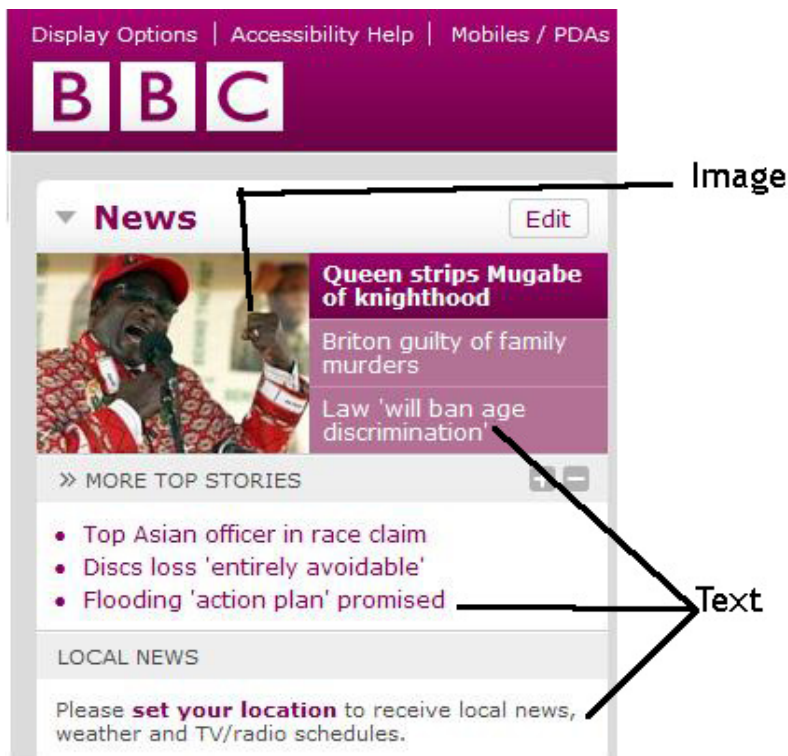 Display Options | Accessibility Help | Mobiles / PDAs
BBC
Image
News
Edit
Queen strips Mugabe
of knighthood
Briton guilty of family
murders
Law 'will ban age
discrimination'
» MORE TOP STORIES
• Top Asian officer in race claim
• Discs loss 'entirely avoidable'
• Flooding 'action plan' promised
Text
LOCAL NEWS
Please set your location to receive local news,
weather and TV/radio schedules.